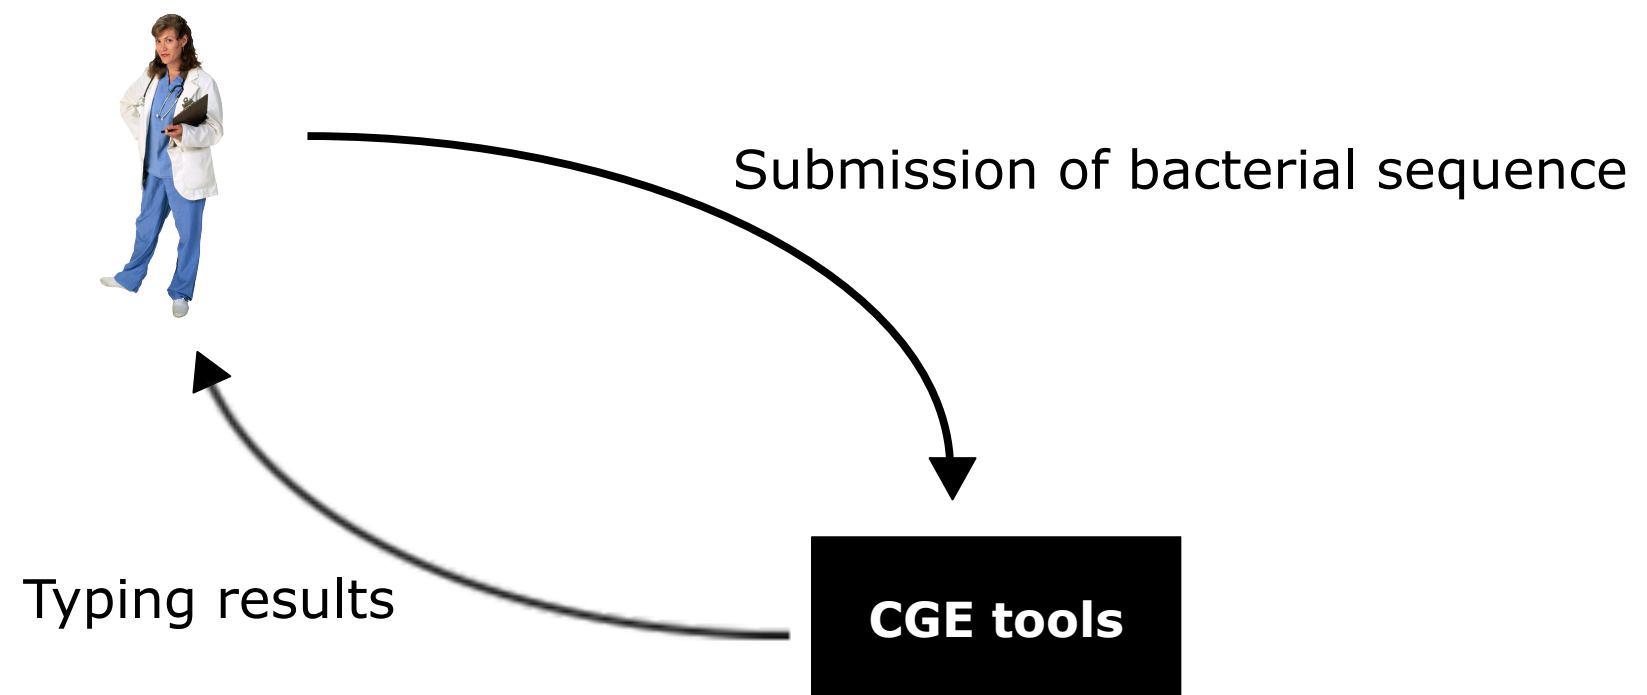 Submission of bacterial sequence
Typing results
CGE tools